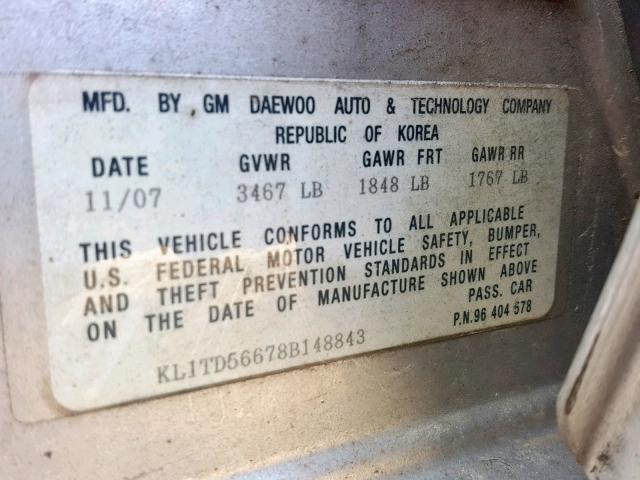 MFD. BY GM DAEWOO AUTO & TECHNOLOGY COMPANY
REPUBLIC OF KOREA
DATE GVWR GAWR FRT GAWR RR
11/07 3467 LB 1848 LB 1767 LB
THIS VEHICLE CONFORMS TO ALL APPLICABLE
U.S. FEDERAL MOTOR VEHICLE SAFETY, BUMPER,
AND THEFT PREVENTION STANDARDS IN EFFECT
ON THE DATE OF MANUFACTURE SHOWN ABOVE
PASS. CAR
KL1TD56678B148843 P.N.96 404 578